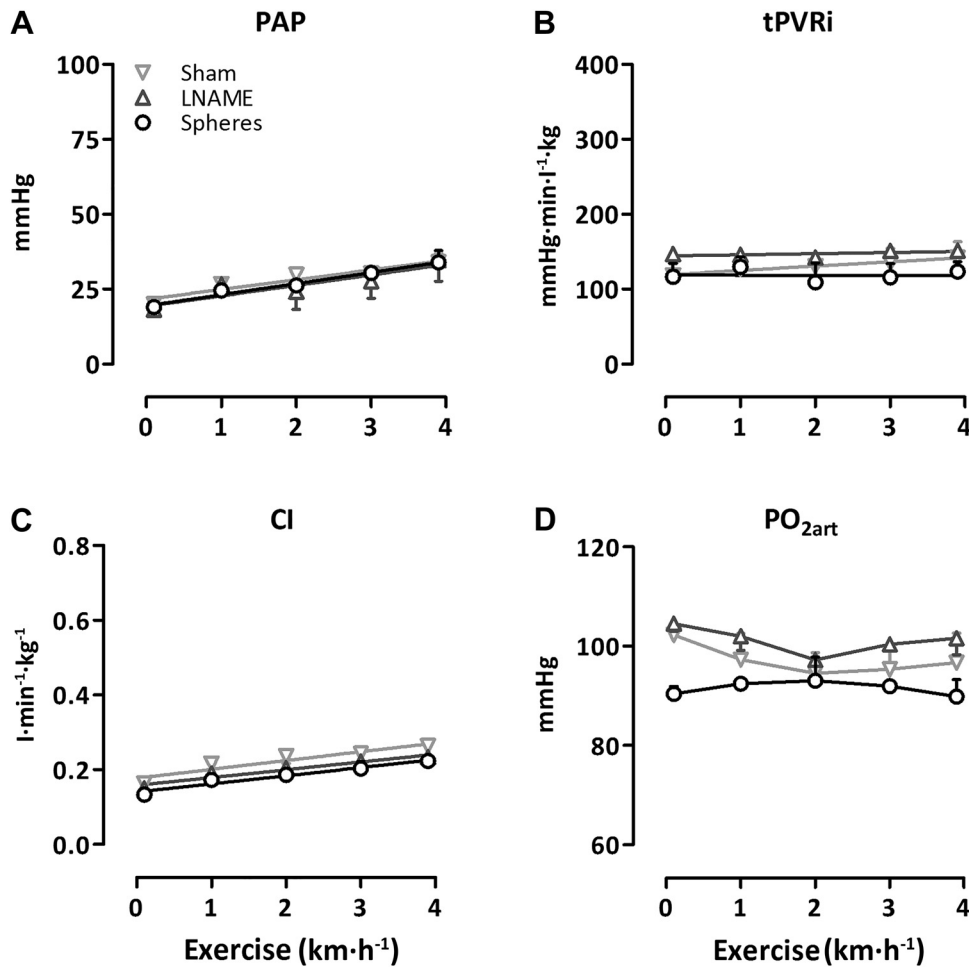 A
PAP
100
75
50
25
0
mmHg
Sham
LNAME
Spheres
0 1 2 3 4
B
tPVRi
400
300
200
100
0
mmHg·min·l⁻¹·kg
0 1 2 3 4
C
CI
0.8
0.6
0.4
0.2
0.0
l·min⁻¹·kg⁻¹
0 1 2 3 4
Exercise (km·h⁻¹)
D
PO₂art
120
100
80
60
mmHg
0 1 2 3 4
Exercise (km·h⁻¹)